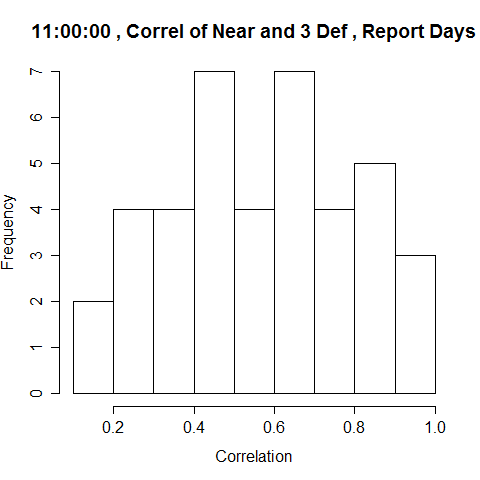 11:00:00 , Correl of Near and 3 Def , Report Days
7
6
5
4
3
2
1
0
Frequency
0.2 0.4 0.6 0.8 1.0
Correlation